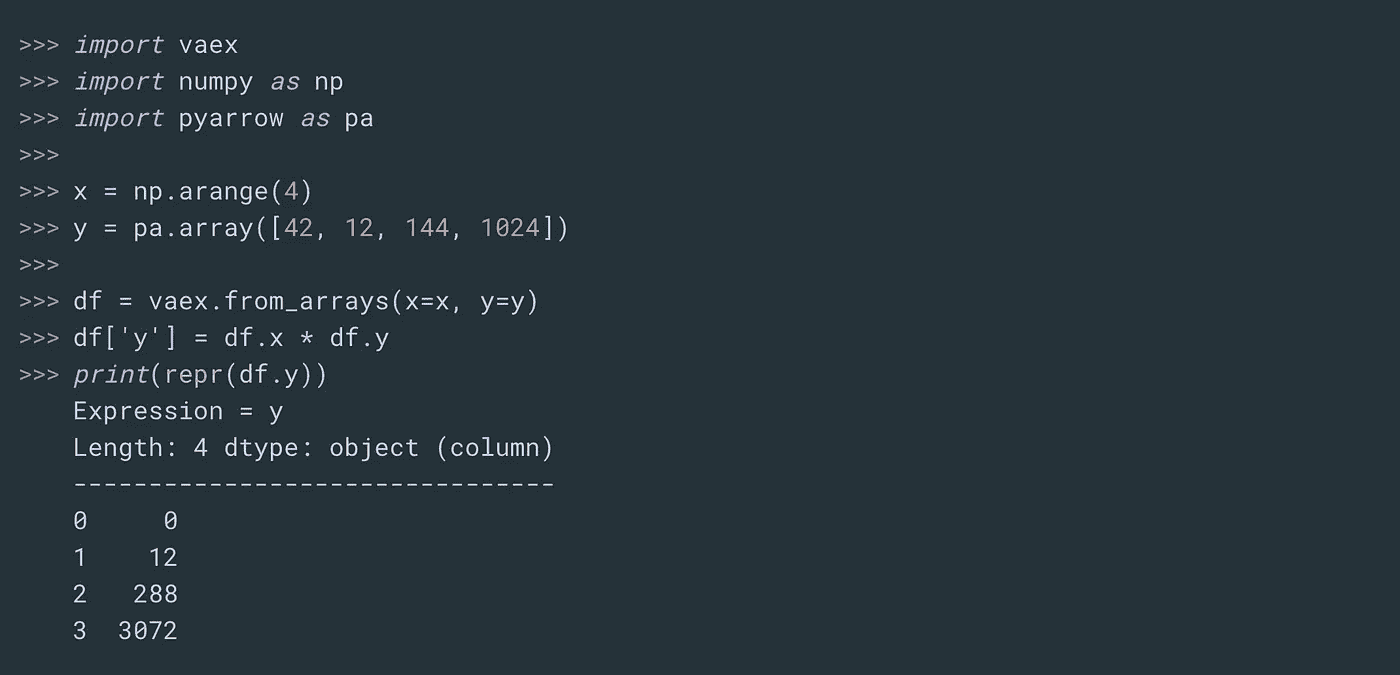 >>> import vaex
>>> import numpy as np
>>> import pyarrow as pa
>>>
>>> x = np.arange(4)
>>> y = pa.array([42, 12, 144, 1024])
>>>
>>> df = vaex.from_arrays(x=x, y=y)
>>> df['y'] = df.x * df.y
>>> print(repr(df.y))
    Expression = y
    Length: 4 dtype: object (column)
    --------------------------------
    0     0
    1    12
    2   288
    3  3072